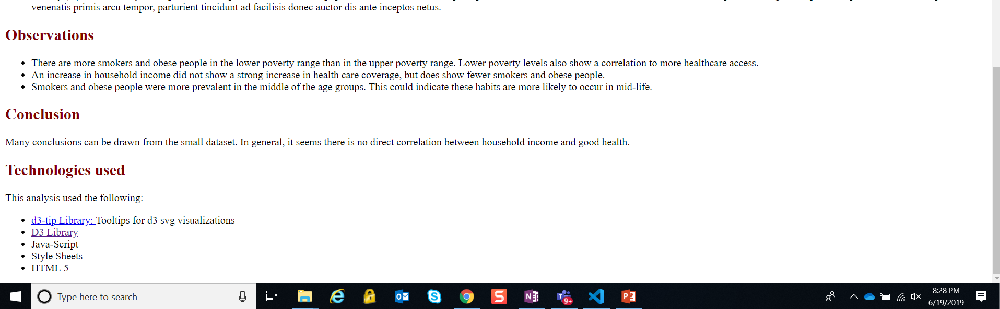 venenatis primis arcu tempor, parturient tincidunt ad facilisis donec auctor dis ante inceptos netus.
Observations
There are more smokers and obese people in the lower poverty range than in the upper poverty range. Lower poverty levels also show a correlation to more healthcare access.
An increase in household income did not show a strong increase in health care coverage, but does show fewer smokers and obese people.
Smokers and obese people were more prevalent in the middle of the age groups. This could indicate these habits are more likely to occur in mid-life.
Conclusion
Many conclusions can be drawn from the small dataset. In general, it seems there is no direct correlation between household income and good health.
Technologies used
This analysis used the following:
d3-tip Library: Tooltips for d3 svg visualizations
D3 Library
Java-Script
Style Sheets
HTML 5
Type here to search
9+
8:28 PM
6/19/2019